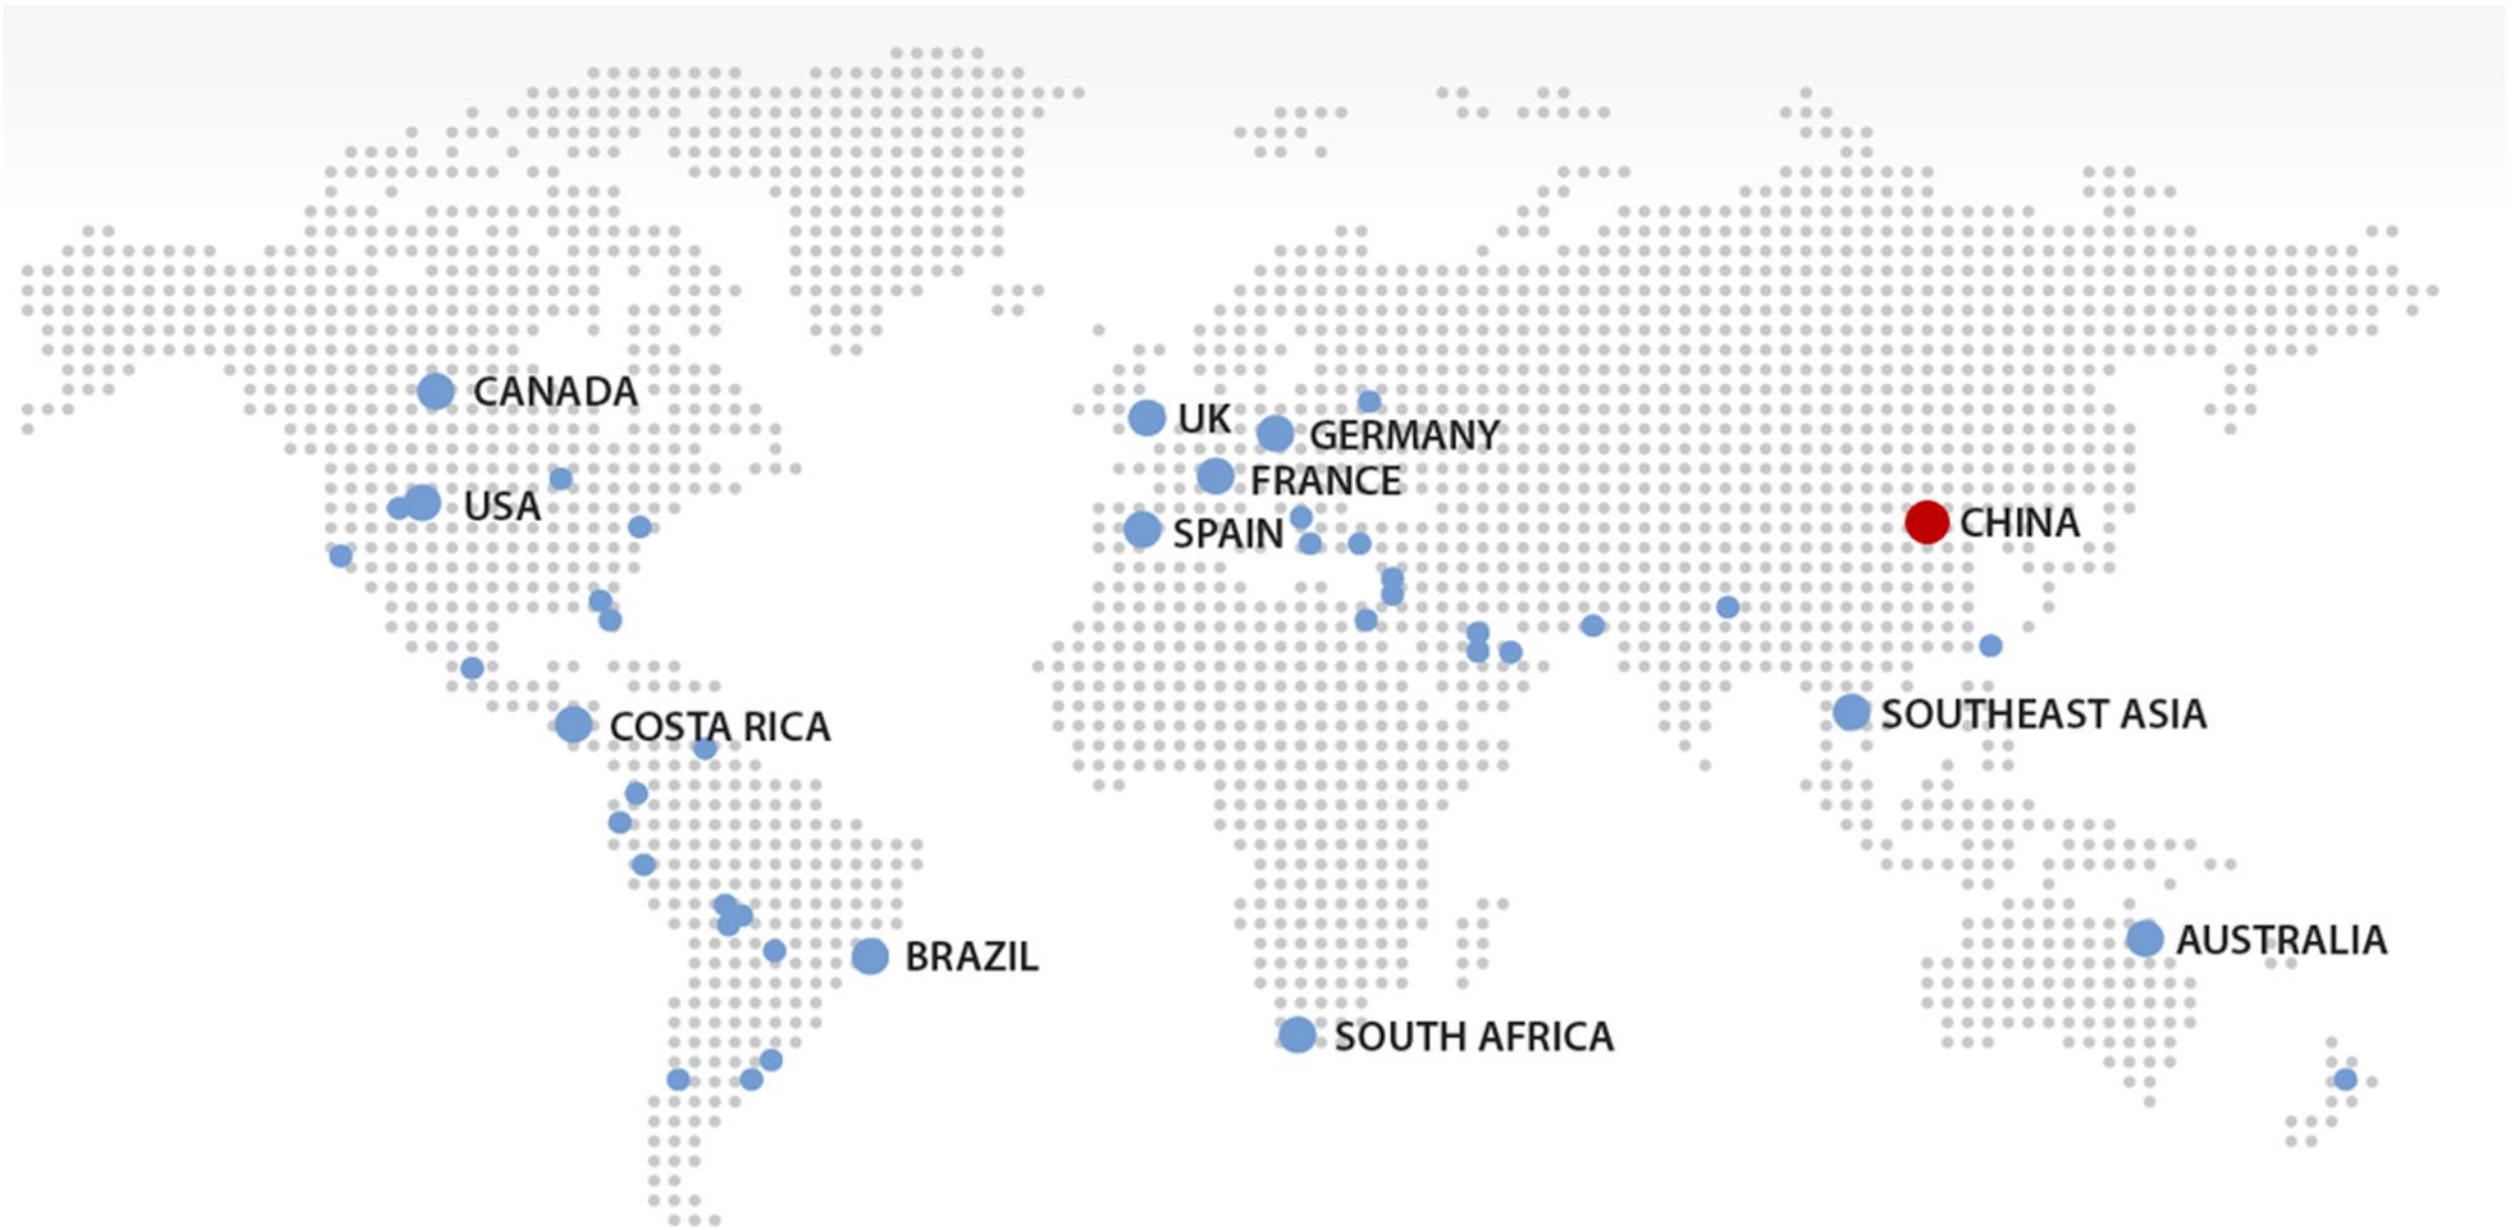 CANADA
UK
GERMANY
FRANCE
USA
SPAIN
CHINA
SOUTHEAST ASIA
COSTA RICA
BRAZIL
AUSTRALIA
SOUTH AFRICA